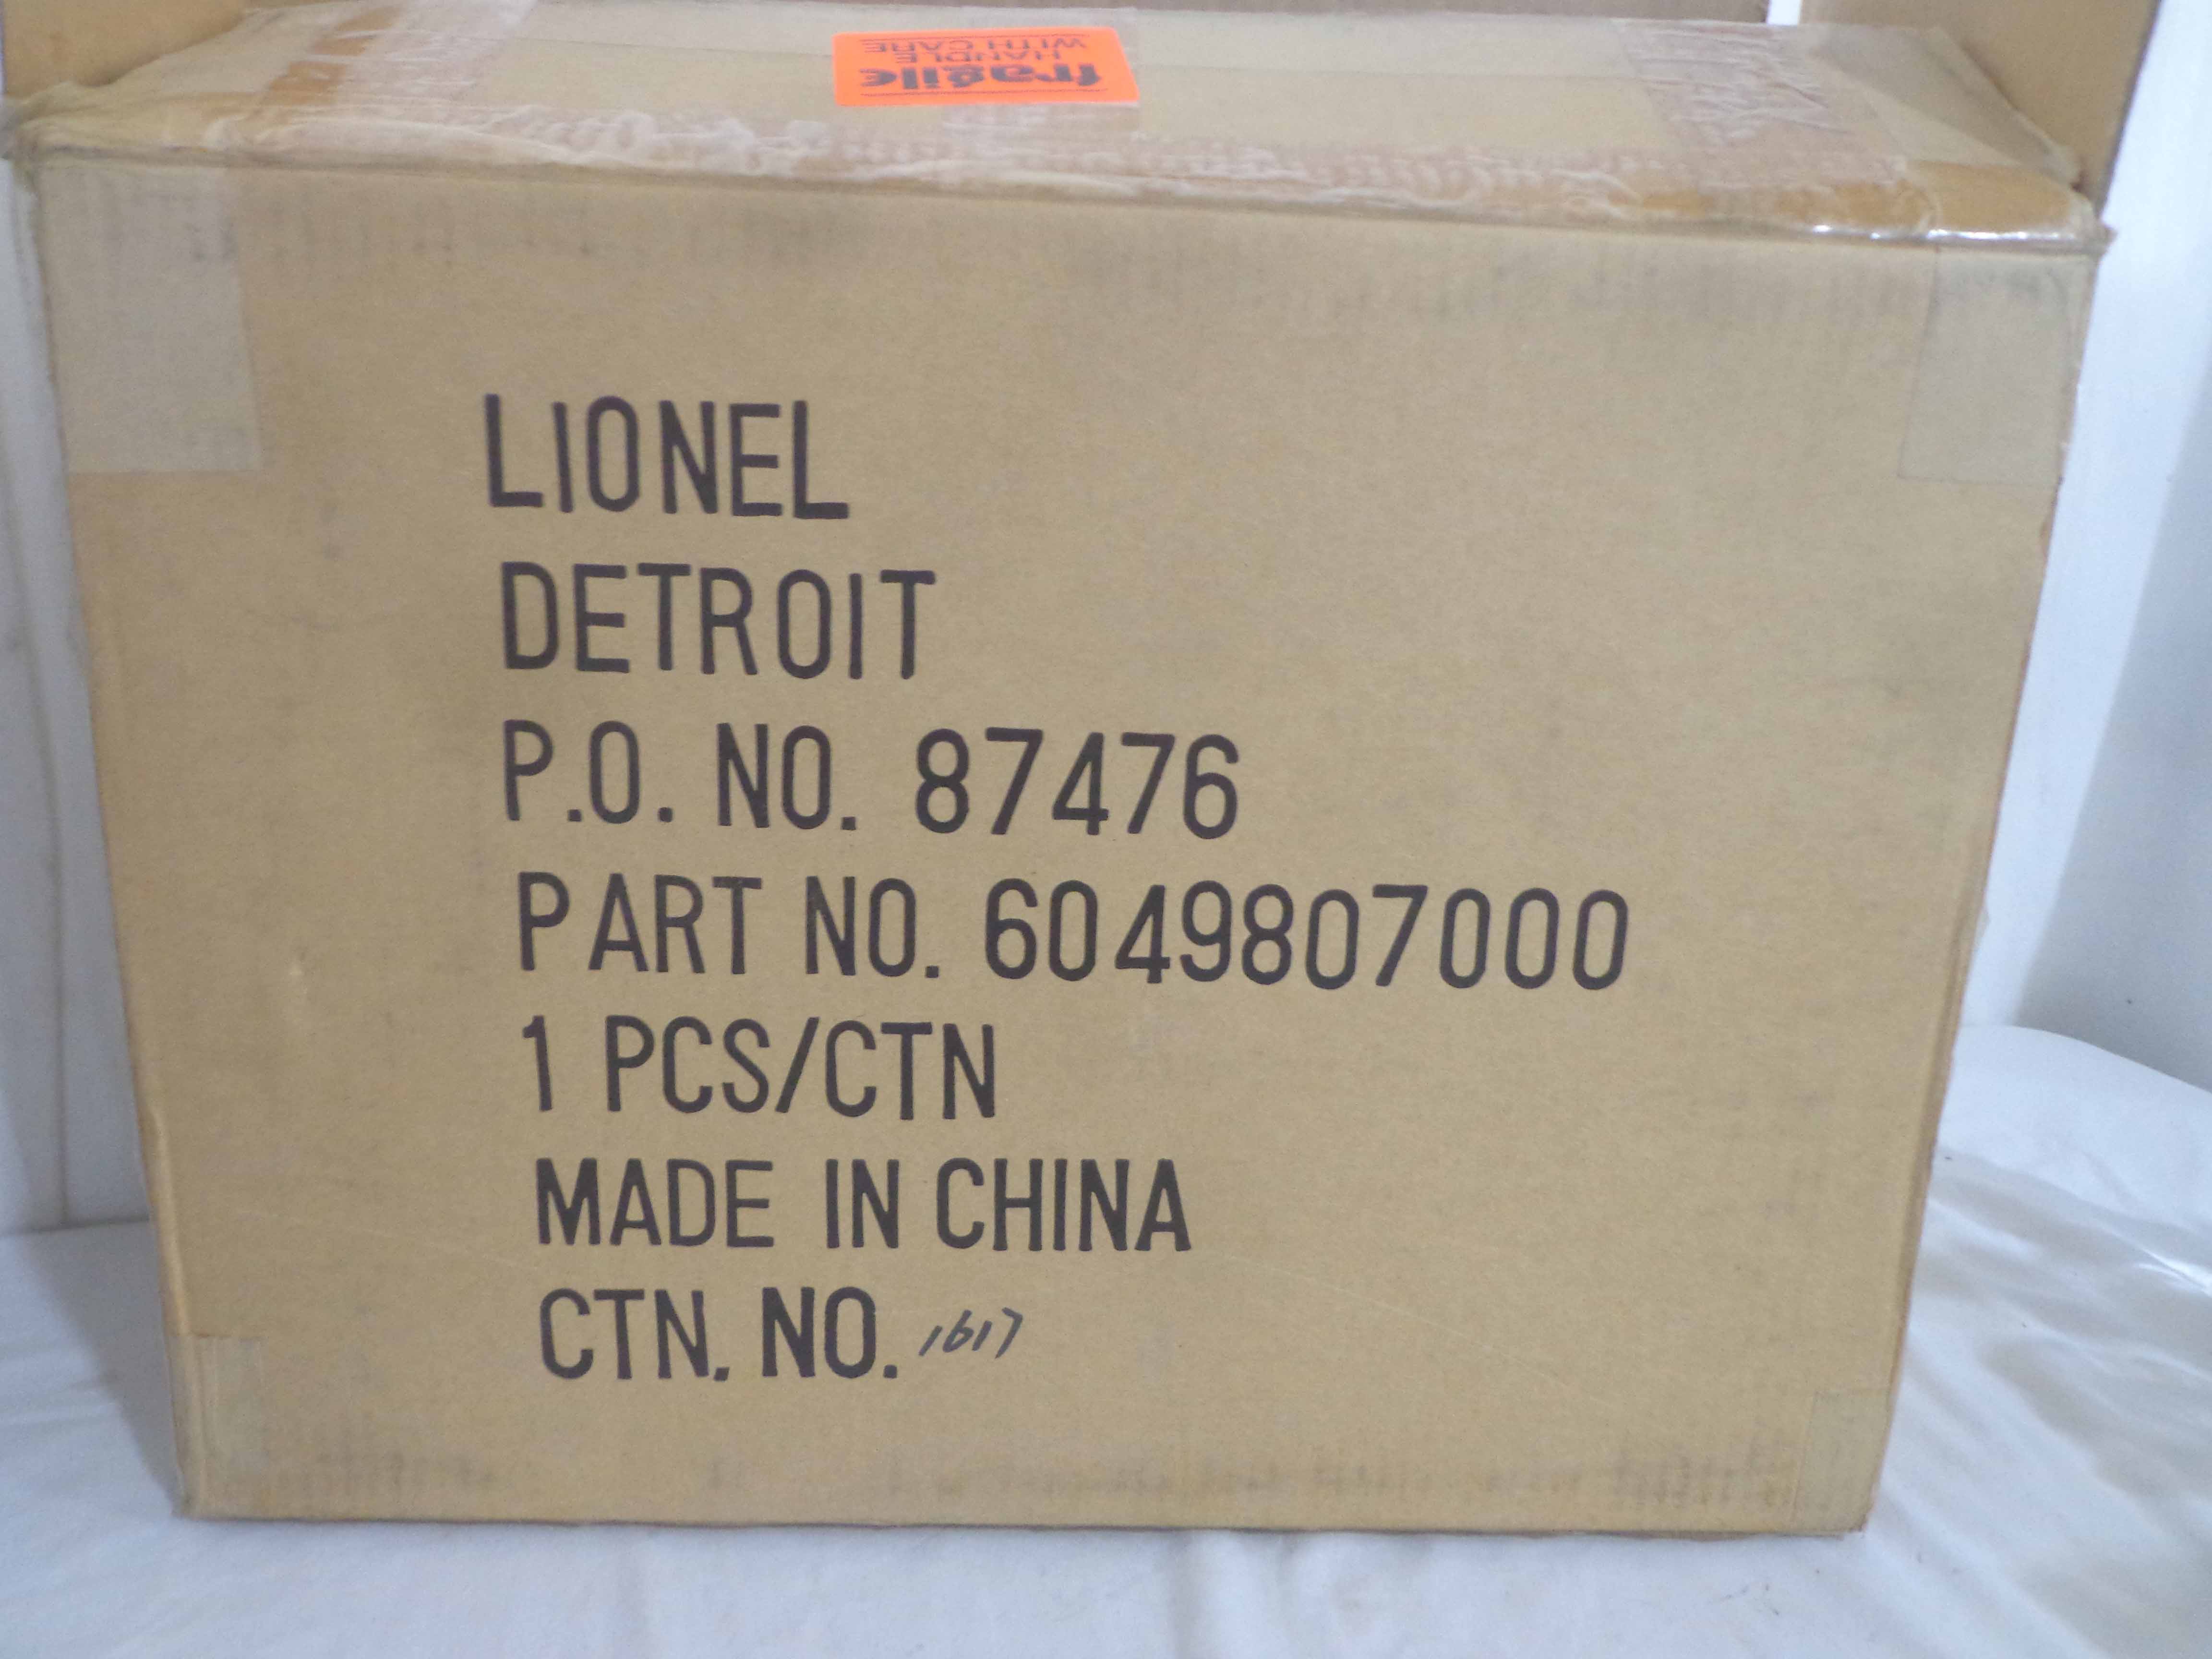 fragile
HANDLE
WITH CARE
LIONEL
DETROIT
P.O. NO. 87476
PART NO. 6049807000
1 PCS/CTN
MADE IN CHINA
CTN. NO. 1617